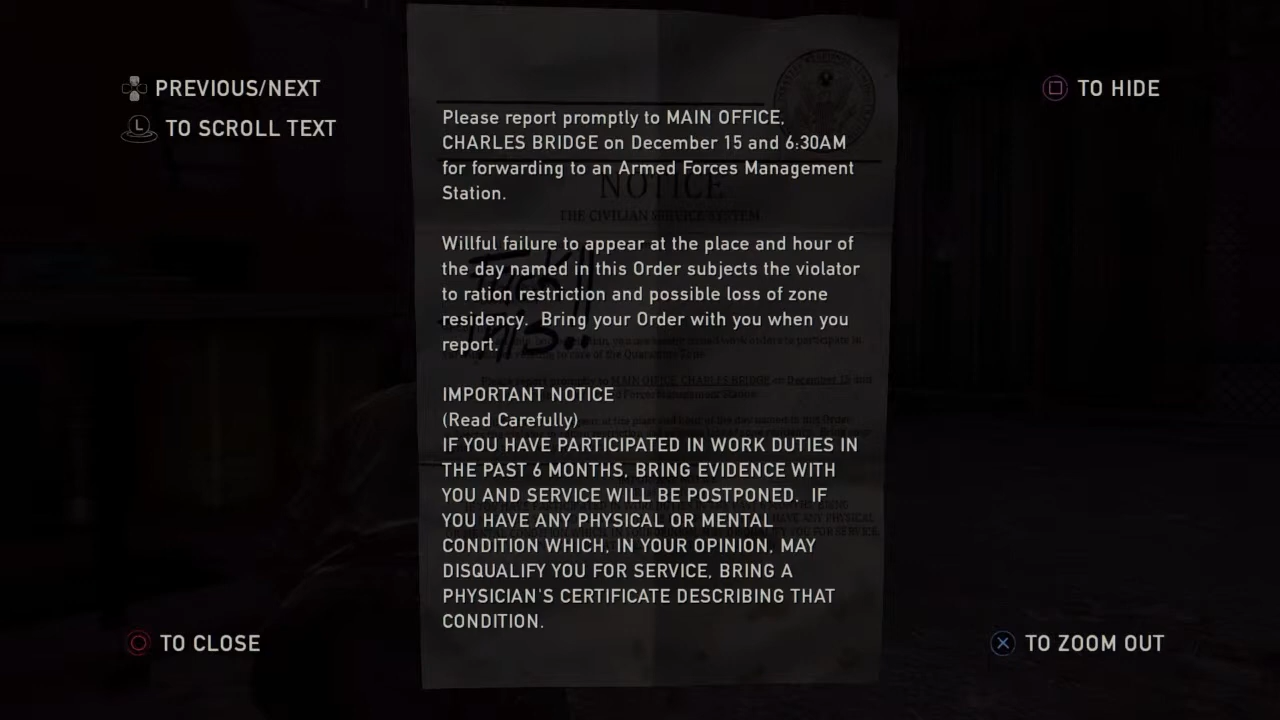 PREVIOUS/NEXT
L TO SCROLL TEXT
TO HIDE
Please report promptly to MAIN OFFICE,
CHARLES BRIDGE on December 15 and 6:30AM
for forwarding to an Armed Forces Management
Station.
NOTICE
THE CIVILIAN SERVICE SYSTEM
Willful failure to appear at the place and hour of
the day named in this Order subjects the violator
to ration restriction and possible loss of zone
residency.  Bring your Order with you when you
report.
IMPORTANT NOTICE
(Read Carefully)
IF YOU HAVE PARTICIPATED IN WORK DUTIES IN
THE PAST 6 MONTHS, BRING EVIDENCE WITH
YOU AND SERVICE WILL BE POSTPONED.  IF
YOU HAVE ANY PHYSICAL OR MENTAL
CONDITION WHICH, IN YOUR OPINION, MAY
DISQUALIFY YOU FOR SERVICE, BRING A
PHYSICIAN'S CERTIFICATE DESCRIBING THAT
CONDITION.
TO CLOSE
TO ZOOM OUT